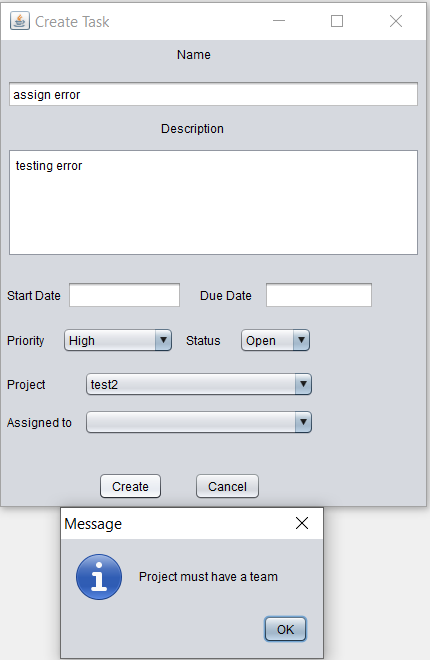 Create Task
Name
assign error
Description
testing error
Start Date Due Date
Priority High Status Open
Project test2
Assigned to
Create Cancel
Message
Project must have a team
OK